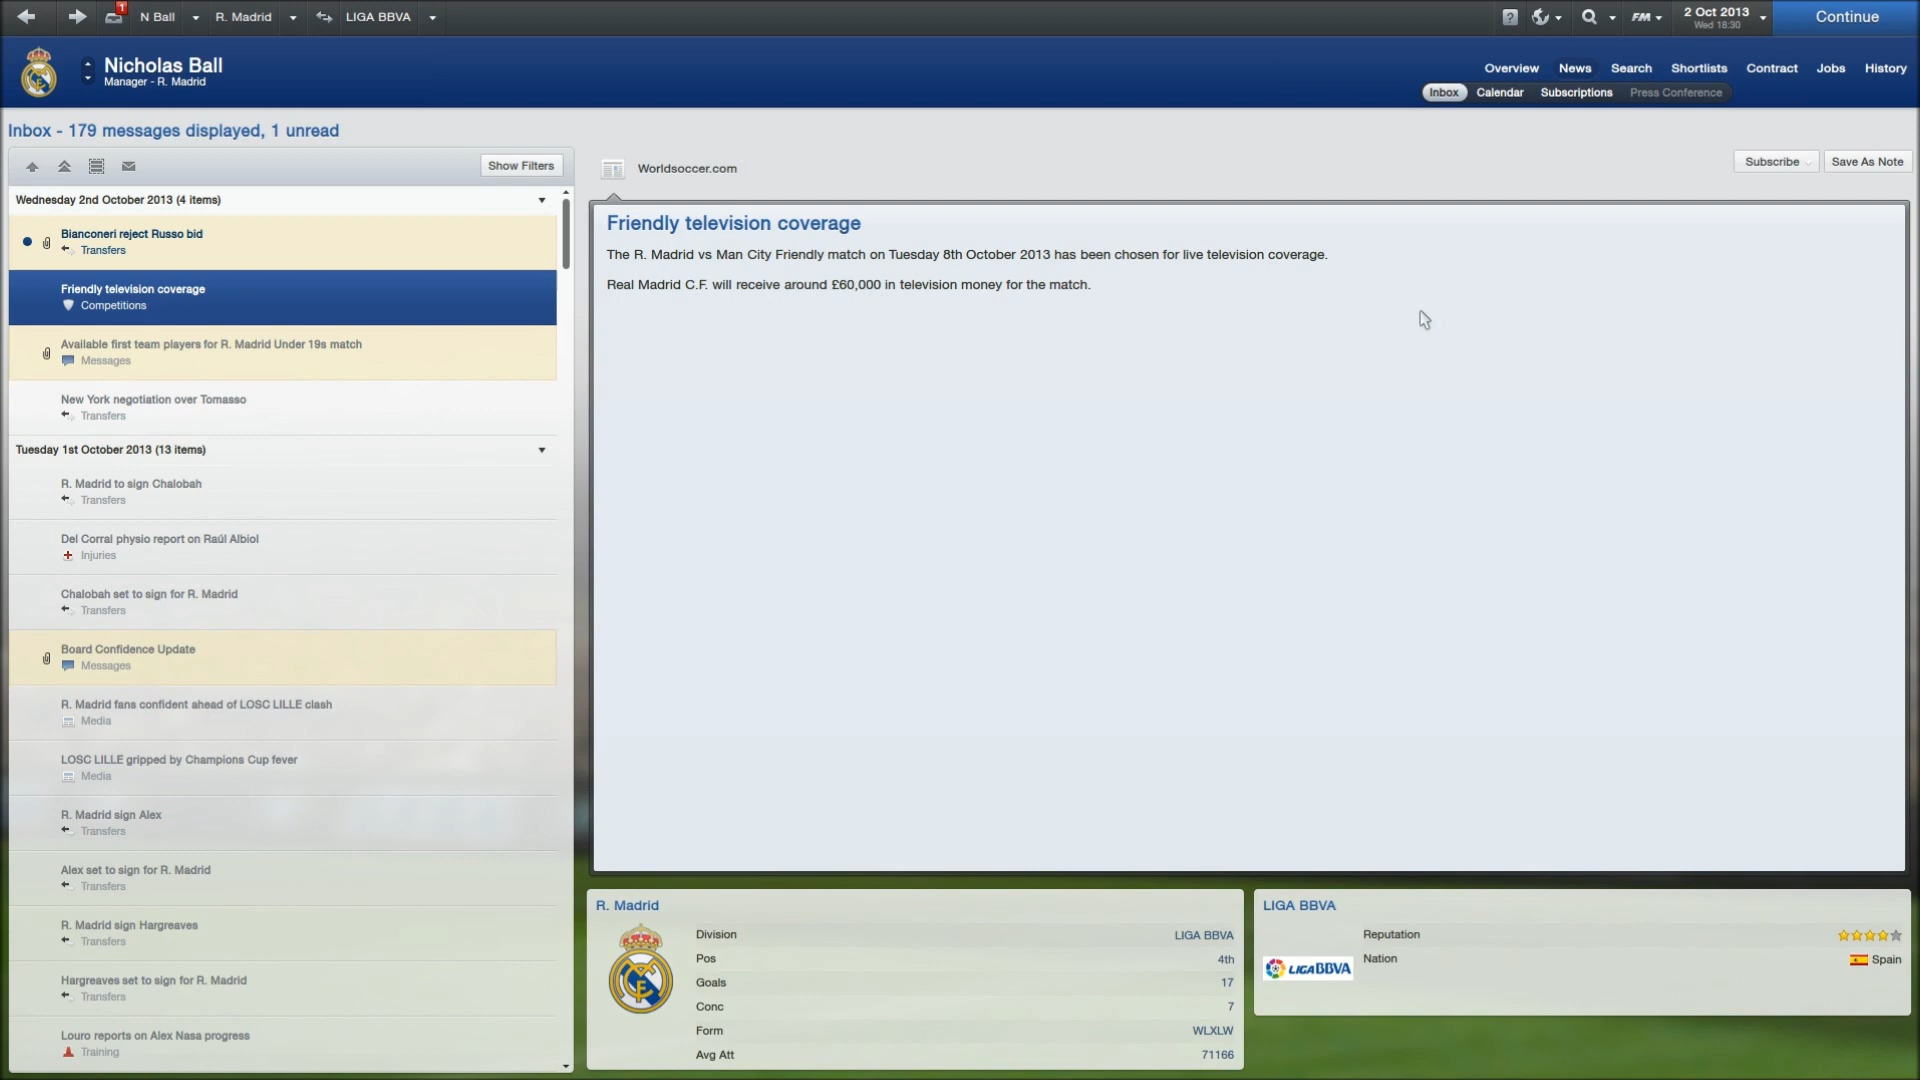 1
N Ball
R. Madrid
LIGA BBVA
?
FM
2 Oct 2013
Wed 18:30
Continue
Nicholas Ball
Manager - R. Madrid
Overview News Search Shortlists Contract Jobs History
Inbox Calendar Subscriptions Press Conference
Inbox - 179 messages displayed, 1 unread
Show Filters
Wednesday 2nd October 2013 (4 items)
Bianconeri reject Russo bid
Transfers
Friendly television coverage
Competitions
Available first team players for R. Madrid Under 19s match
Messages
New York negotiation over Tomasso
Transfers
Tuesday 1st October 2013 (13 items)
R. Madrid to sign Chalobah
Transfers
Del Corral physio report on Raúl Albiol
Injuries
Chalobah set to sign for R. Madrid
Transfers
Board Confidence Update
Messages
R. Madrid fans confident ahead of LOSC LILLE clash
Media
LOSC LILLE gripped by Champions Cup fever
Media
R. Madrid sign Alex
Transfers
Alex set to sign for R. Madrid
Transfers
R. Madrid sign Hargreaves
Transfers
Hargreaves set to sign for R. Madrid
Transfers
Louro reports on Alex Nasa progress
Training
Worldsoccer.com
Subscribe
Save As Note
Friendly television coverage
The R. Madrid vs Man City Friendly match on Tuesday 8th October 2013 has been chosen for live television coverage.
Real Madrid C.F. will receive around £60,000 in television money for the match.
R. Madrid
Division LIGA BBVA
Pos 4th
Goals 17
Conc 7
Form WLXLW
Avg Att 71166
LIGA BBVA
LIGA BBVA
Reputation
Nation Spain